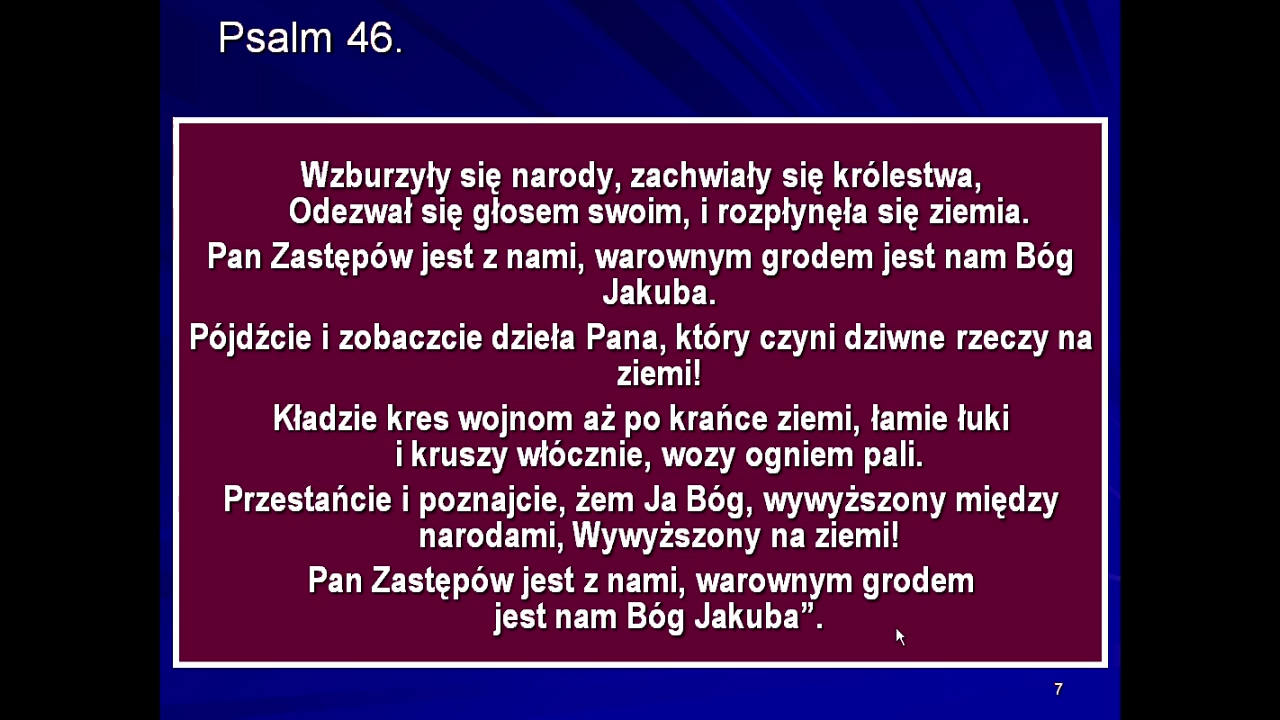 Psalm 46.
Wzburzyły się narody, zachwiały się królestwa,
Odezwał się głosem swoim, i rozpłynęła się ziemia.
Pan Zastępów jest z nami, warownym grodem jest nam Bóg
Jakuba.
Pójdźcie i zobaczcie dzieła Pana, który czyni dziwne rzeczy na
ziemi!
Kładzie kres wojnom aż po krańce ziemi, łamie łuki
i kruszy włócznie, wozy ogniem pali.
Przestańcie i poznajcie, żem Ja Bóg, wywyższony między
narodami, Wywyższony na ziemi!
Pan Zastępów jest z nami, warownym grodem
jest nam Bóg Jakuba”.
7